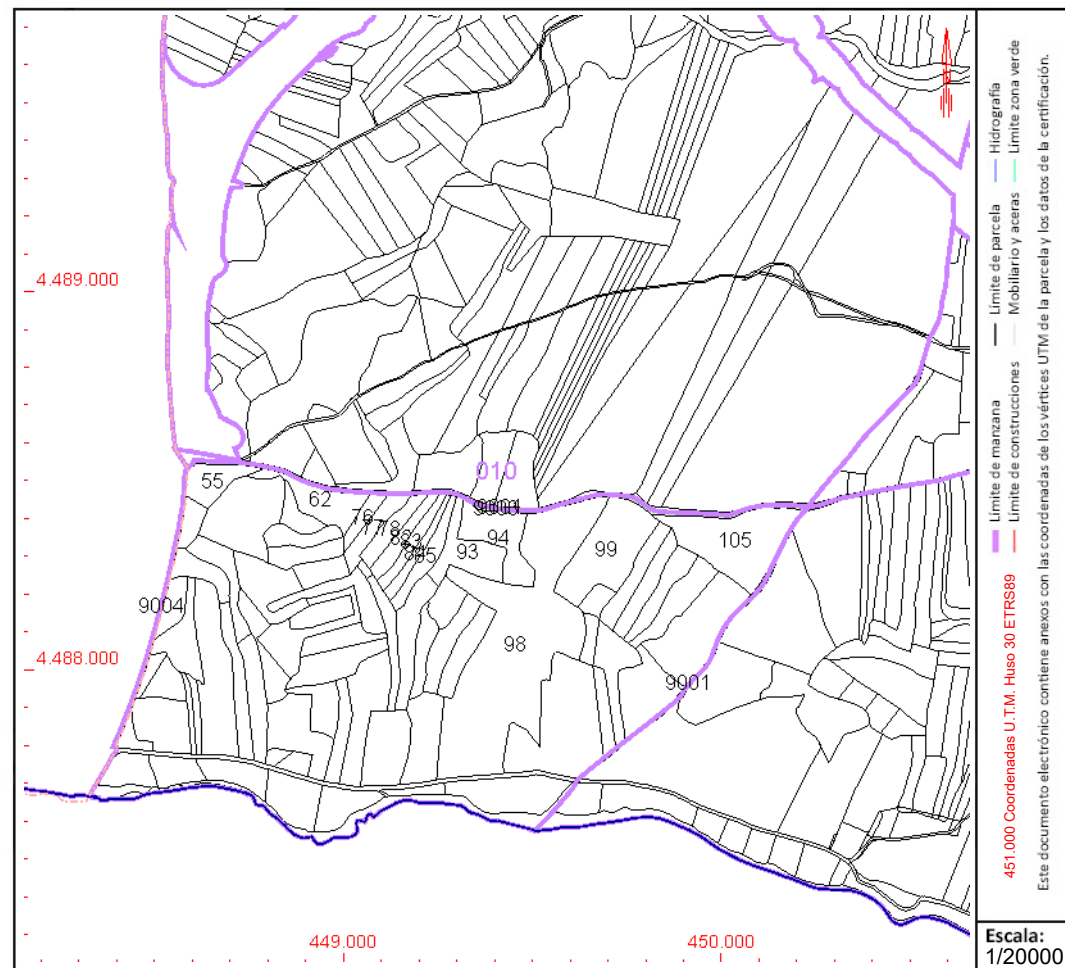 4.489.000
010
55
62
76
77
78
94
93
99
105
9004
98
4.488.000
9001
449.000
450.000
Límite de manzana
Límite de parcela
Hidrografía
Límite de construcciones
Mobiliario y aceras
Límite zona verde
451.000 Coordenadas U.T.M. Huso 30 ETRS89
Este documento electrónico contiene anexos con las coordenadas de los vértices UTM de la parcela y los datos de la certificación.
Escala:
1/20000